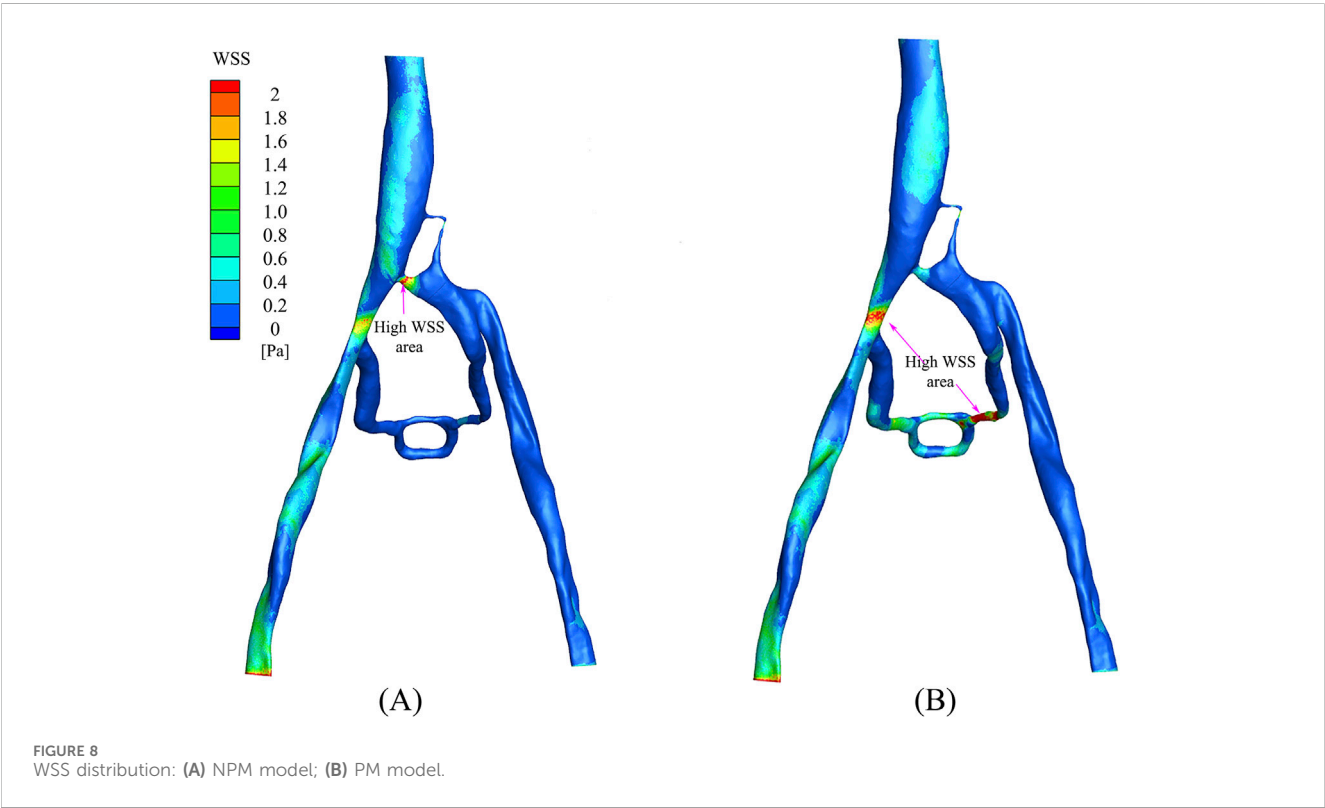 WSS
2
1.8
1.6
1.4
1.2
1.0
0.8
0.6
0.4
0.2
0
[Pa]
High WSS
area
High WSS
area
(A)
(B)
FIGURE 8
WSS distribution: (A) NPM model; (B) PM model.